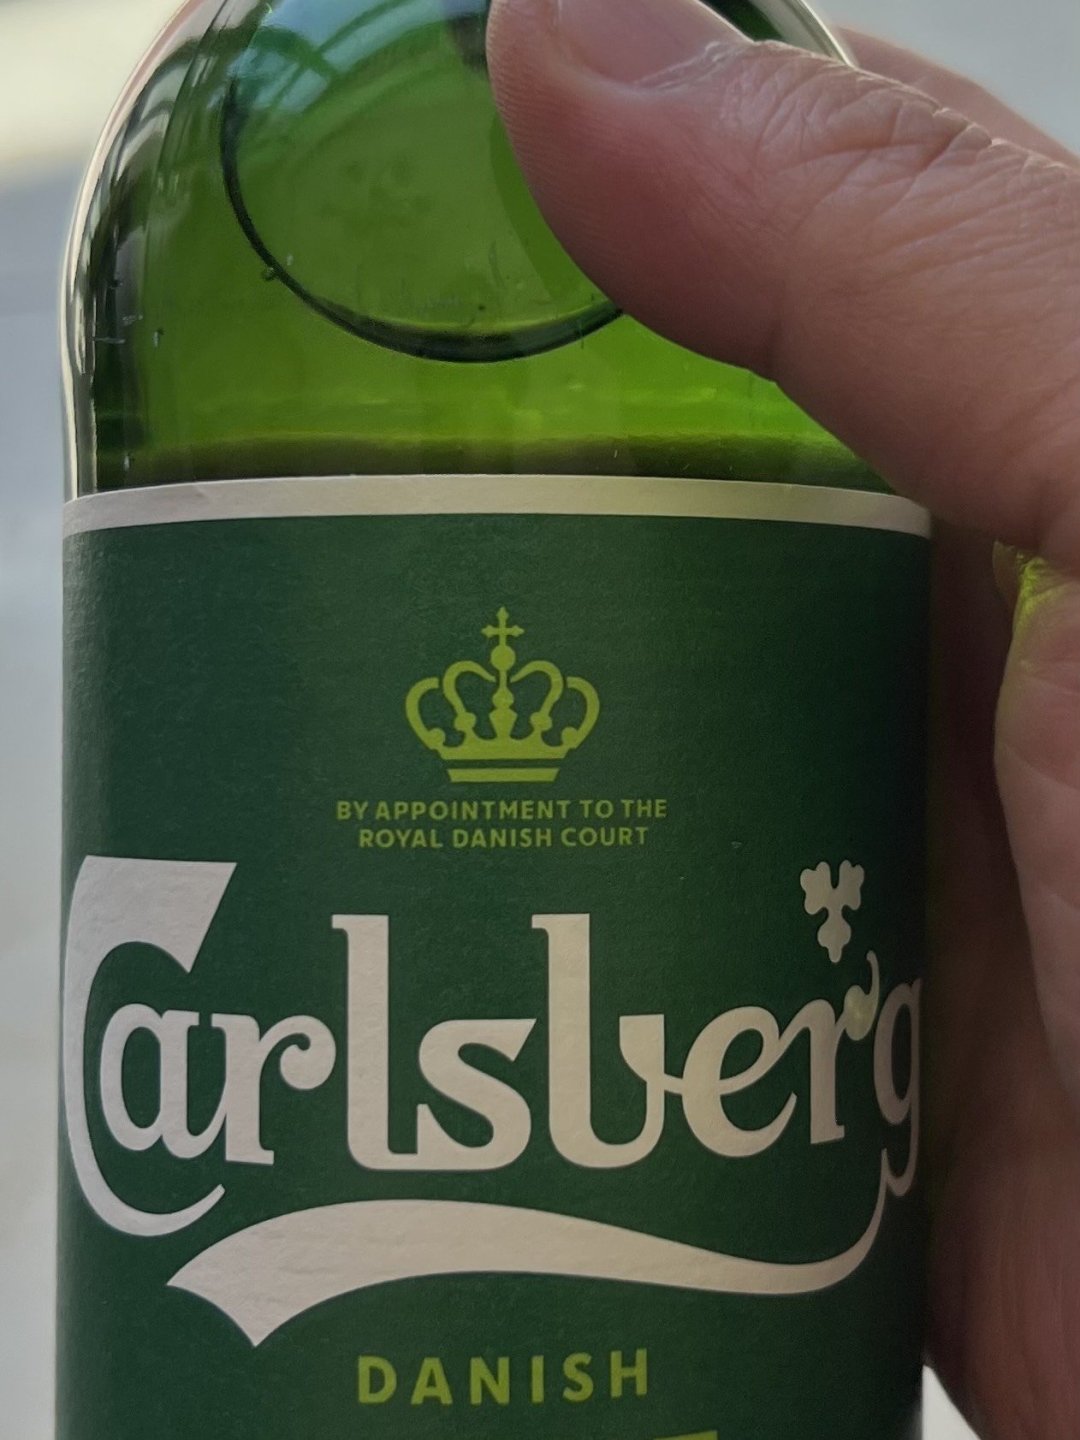 BY APPOINTMENT TO THE
ROYAL DANISH COURT
Carlsberg
DANISH